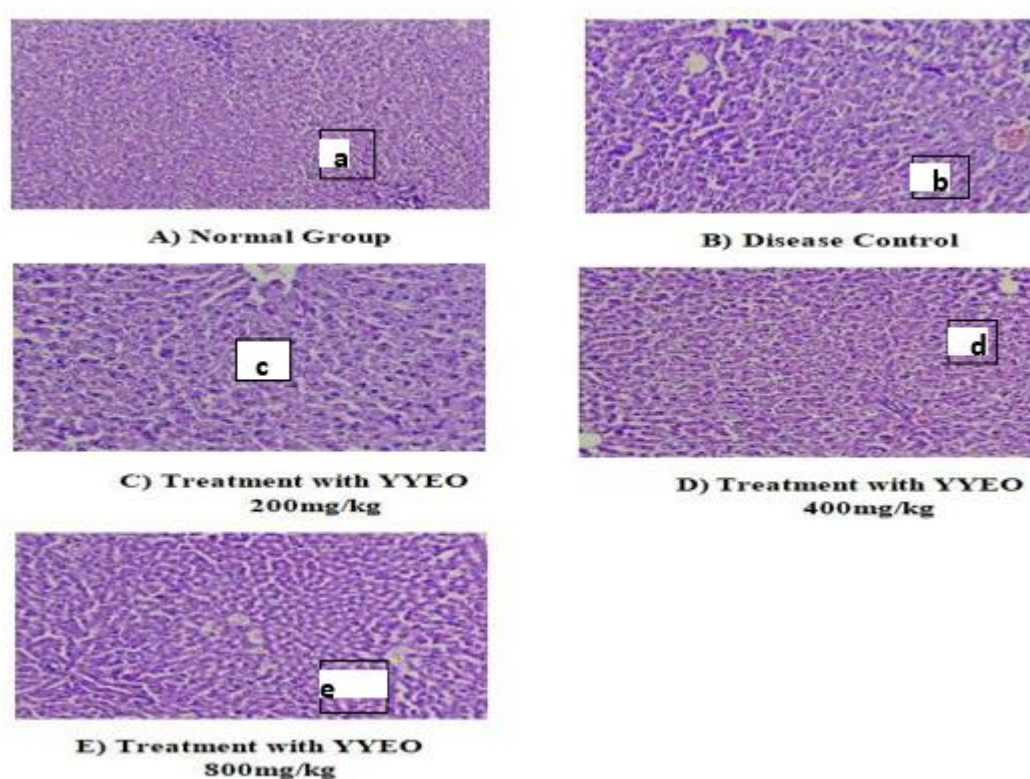 a
b
A) Normal Group
B) Disease Control
c
d
C) Treatment with YYEO
200mg/kg
D) Treatment with YYEO
400mg/kg
e
E) Treatment with YYEO
800mg/kg